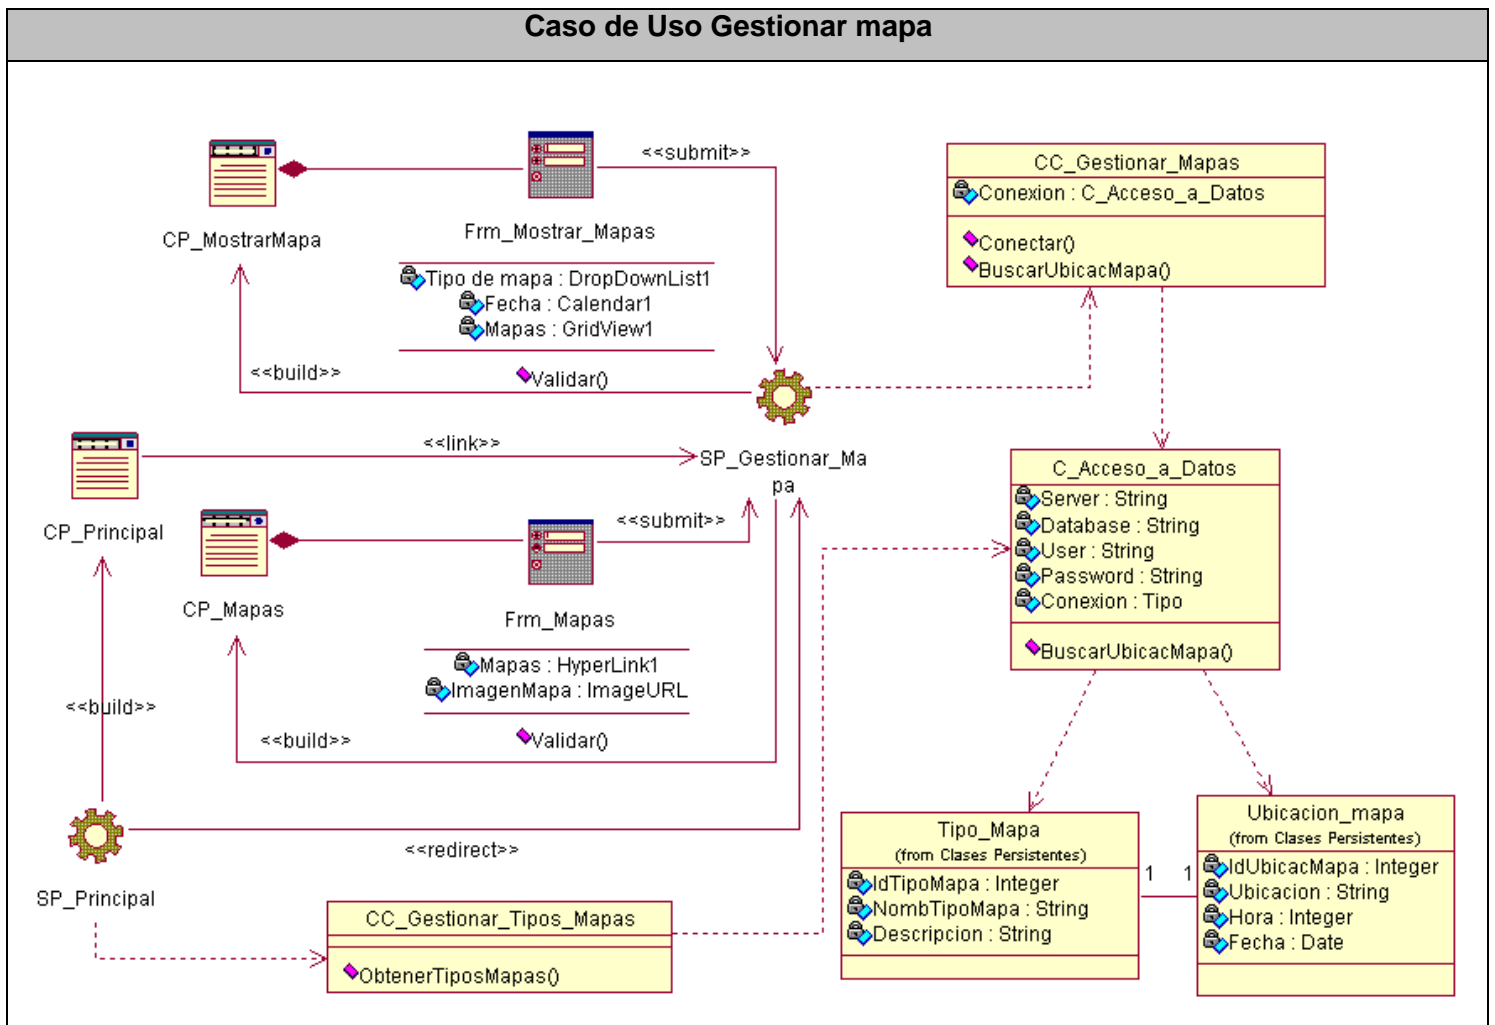 Caso de Uso Gestionar mapa
<<submit>>
CP_MostrarMapa
Frm_Mostrar_Mapas
Tipo de mapa : DropDownList1
Fecha : Calendar1
Mapas : GridView1
Validar()
<<build>>
CC_Gestionar_Mapas
Conexion : C_Acceso_a_Datos
Conectar()
BuscarUbicacMapa()
<<link>>
CP_Principal
SP_Gestionar_Ma
pa
<<submit>>
CP_Mapas
Frm_Mapas
Mapas : HyperLink1
ImagenMapa : ImageURL
Validar()
<<build>>
<<build>>
C_Acceso_a_Datos
Server : String
Database : String
User : String
Password : String
Conexion : Tipo
BuscarUbicacMapa()
<<redirect>>
SP_Principal
CC_Gestionar_Tipos_Mapas
ObtenerTiposMapas()
Tipo_Mapa
(from Clases Persistentes)
IdTipoMapa : Integer
NombTipoMapa : String
Descripcion : String
1
1
Ubicacion_mapa
(from Clases Persistentes)
IdUbicacMapa : Integer
Ubicacion : String
Hora : Integer
Fecha : Date